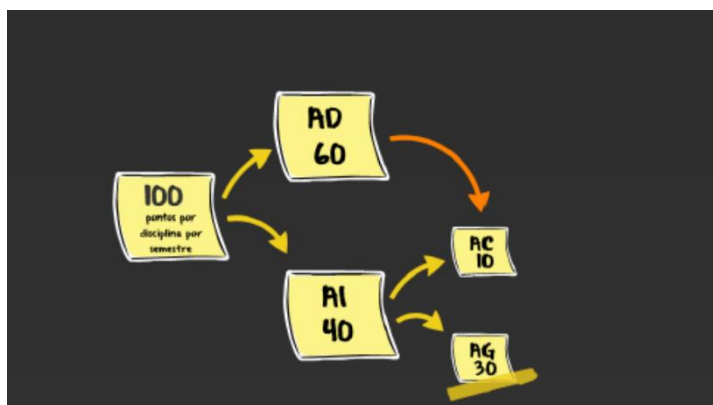 AD
60
100
pontos por
disciplina por
semestre
AI
40
AC
10
AG
30